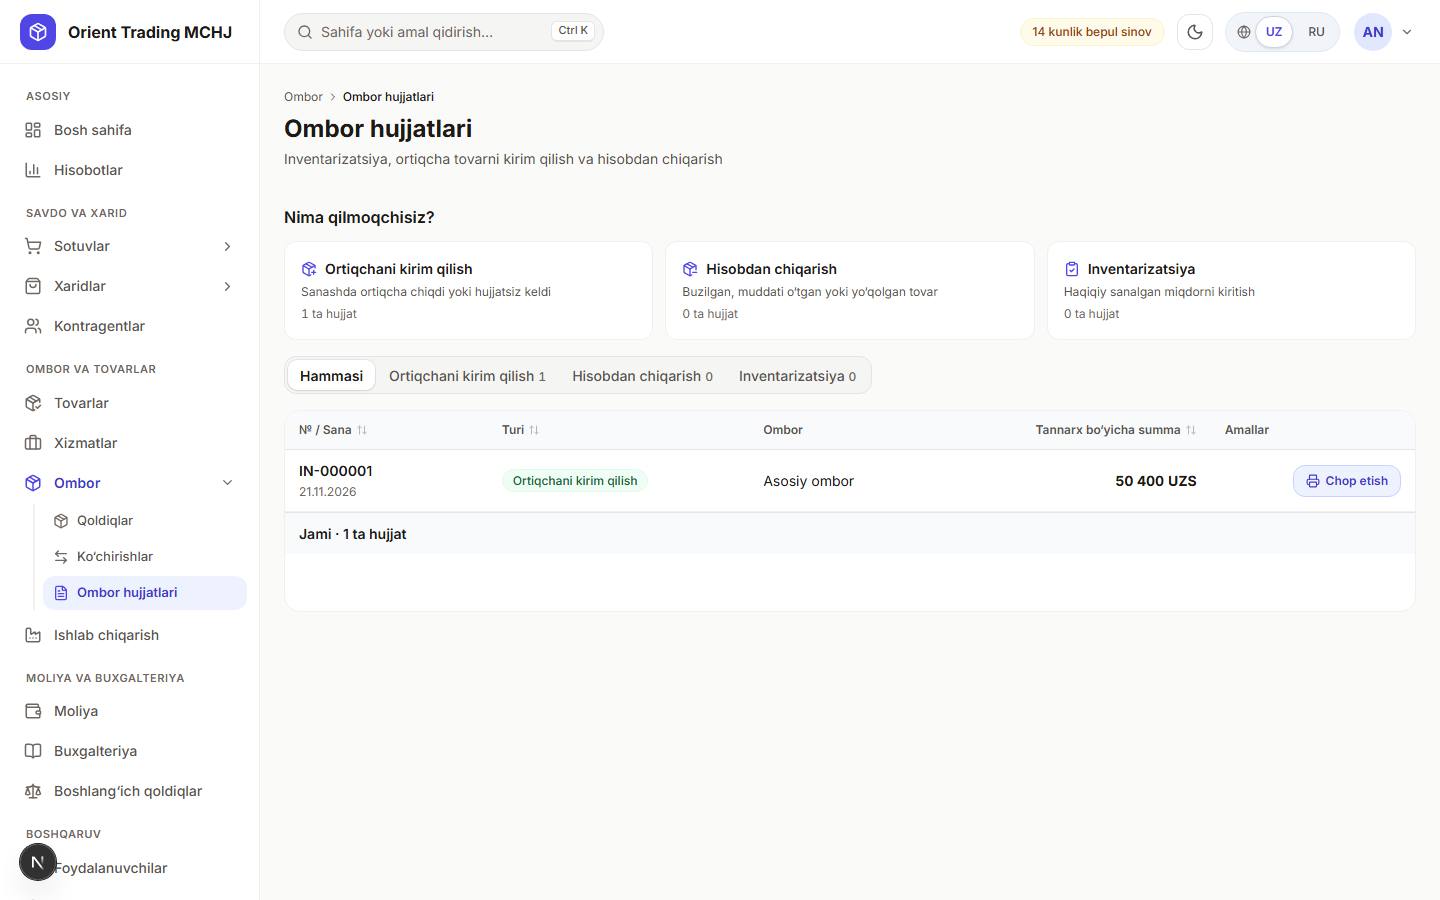 Orient Trading MCHJ
Sahifa yoki amal qidirish...
Ctrl K
14 kunlik bepul sinov
UZ
RU
AN
ASOSIY
Bosh sahifa
Hisobotlar
SAVDO VA XARID
Sotuvlar
Xaridlar
Kontragentlar
OMBOR VA TOVARLAR
Tovarlar
Xizmatlar
Ombor
Qoldiqlar
Ko‘chirishlar
Ombor hujjatlari
Ishlab chiqarish
MOLIYA VA BUXGALTERIYA
Moliya
Buxgalteriya
Boshlang‘ich qoldiqlar
BOSHQARUV
N
Foydalanuvchilar
Ombor > Ombor hujjatlari
Ombor hujjatlari
Inventarizatsiya, ortiqcha tovarni kirim qilish va hisobdan chiqarish
Nima qilmoqchisiz?
Ortiqchani kirim qilish
Sanashda ortiqcha chiqdi yoki hujjatsiz keldi
1 ta hujjat
Hisobdan chiqarish
Buzilgan, muddati o‘tgan yoki yo‘qolgan tovar
0 ta hujjat
Inventarizatsiya
Haqiqiy sanalgan miqdorni kiritish
0 ta hujjat
Hammasi
Ortiqchani kirim qilish 1
Hisobdan chiqarish 0
Inventarizatsiya 0
№ / Sana
Turi
Ombor
Tannarx bo‘yicha summa
Amallar
IN-000001
21.11.2026
Ortiqchani kirim qilish
Asosiy ombor
50 400 UZS
Chop etish
Jami · 1 ta hujjat